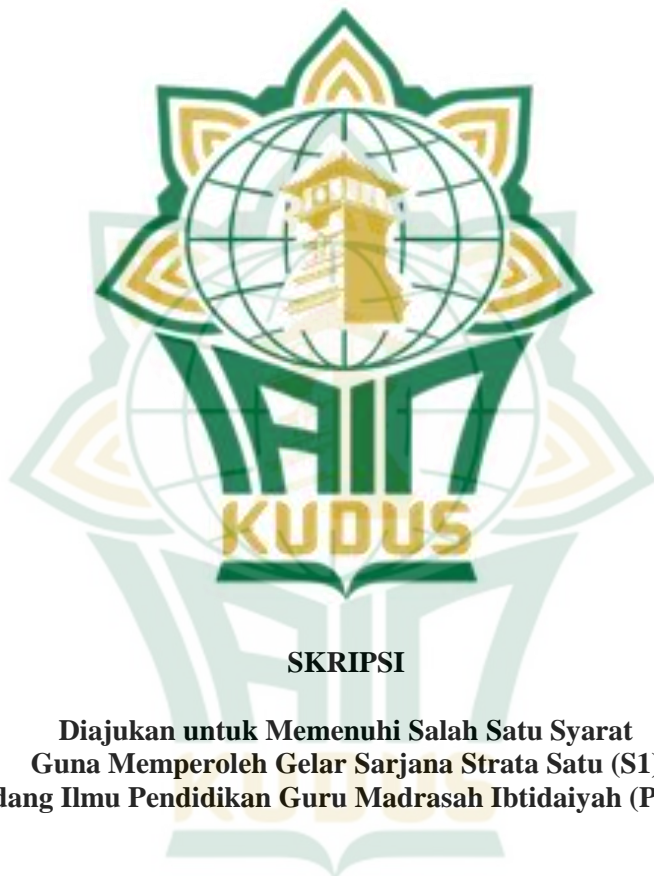 IAIN
KUDUS
SKRIPSI
Diajukan untuk Memenuhi Salah Satu Syarat
Guna Memperoleh Gelar Sarjana Strata Satu (S1)
Ilmu Pendidikan Guru Madrasah Ibtidaiyah